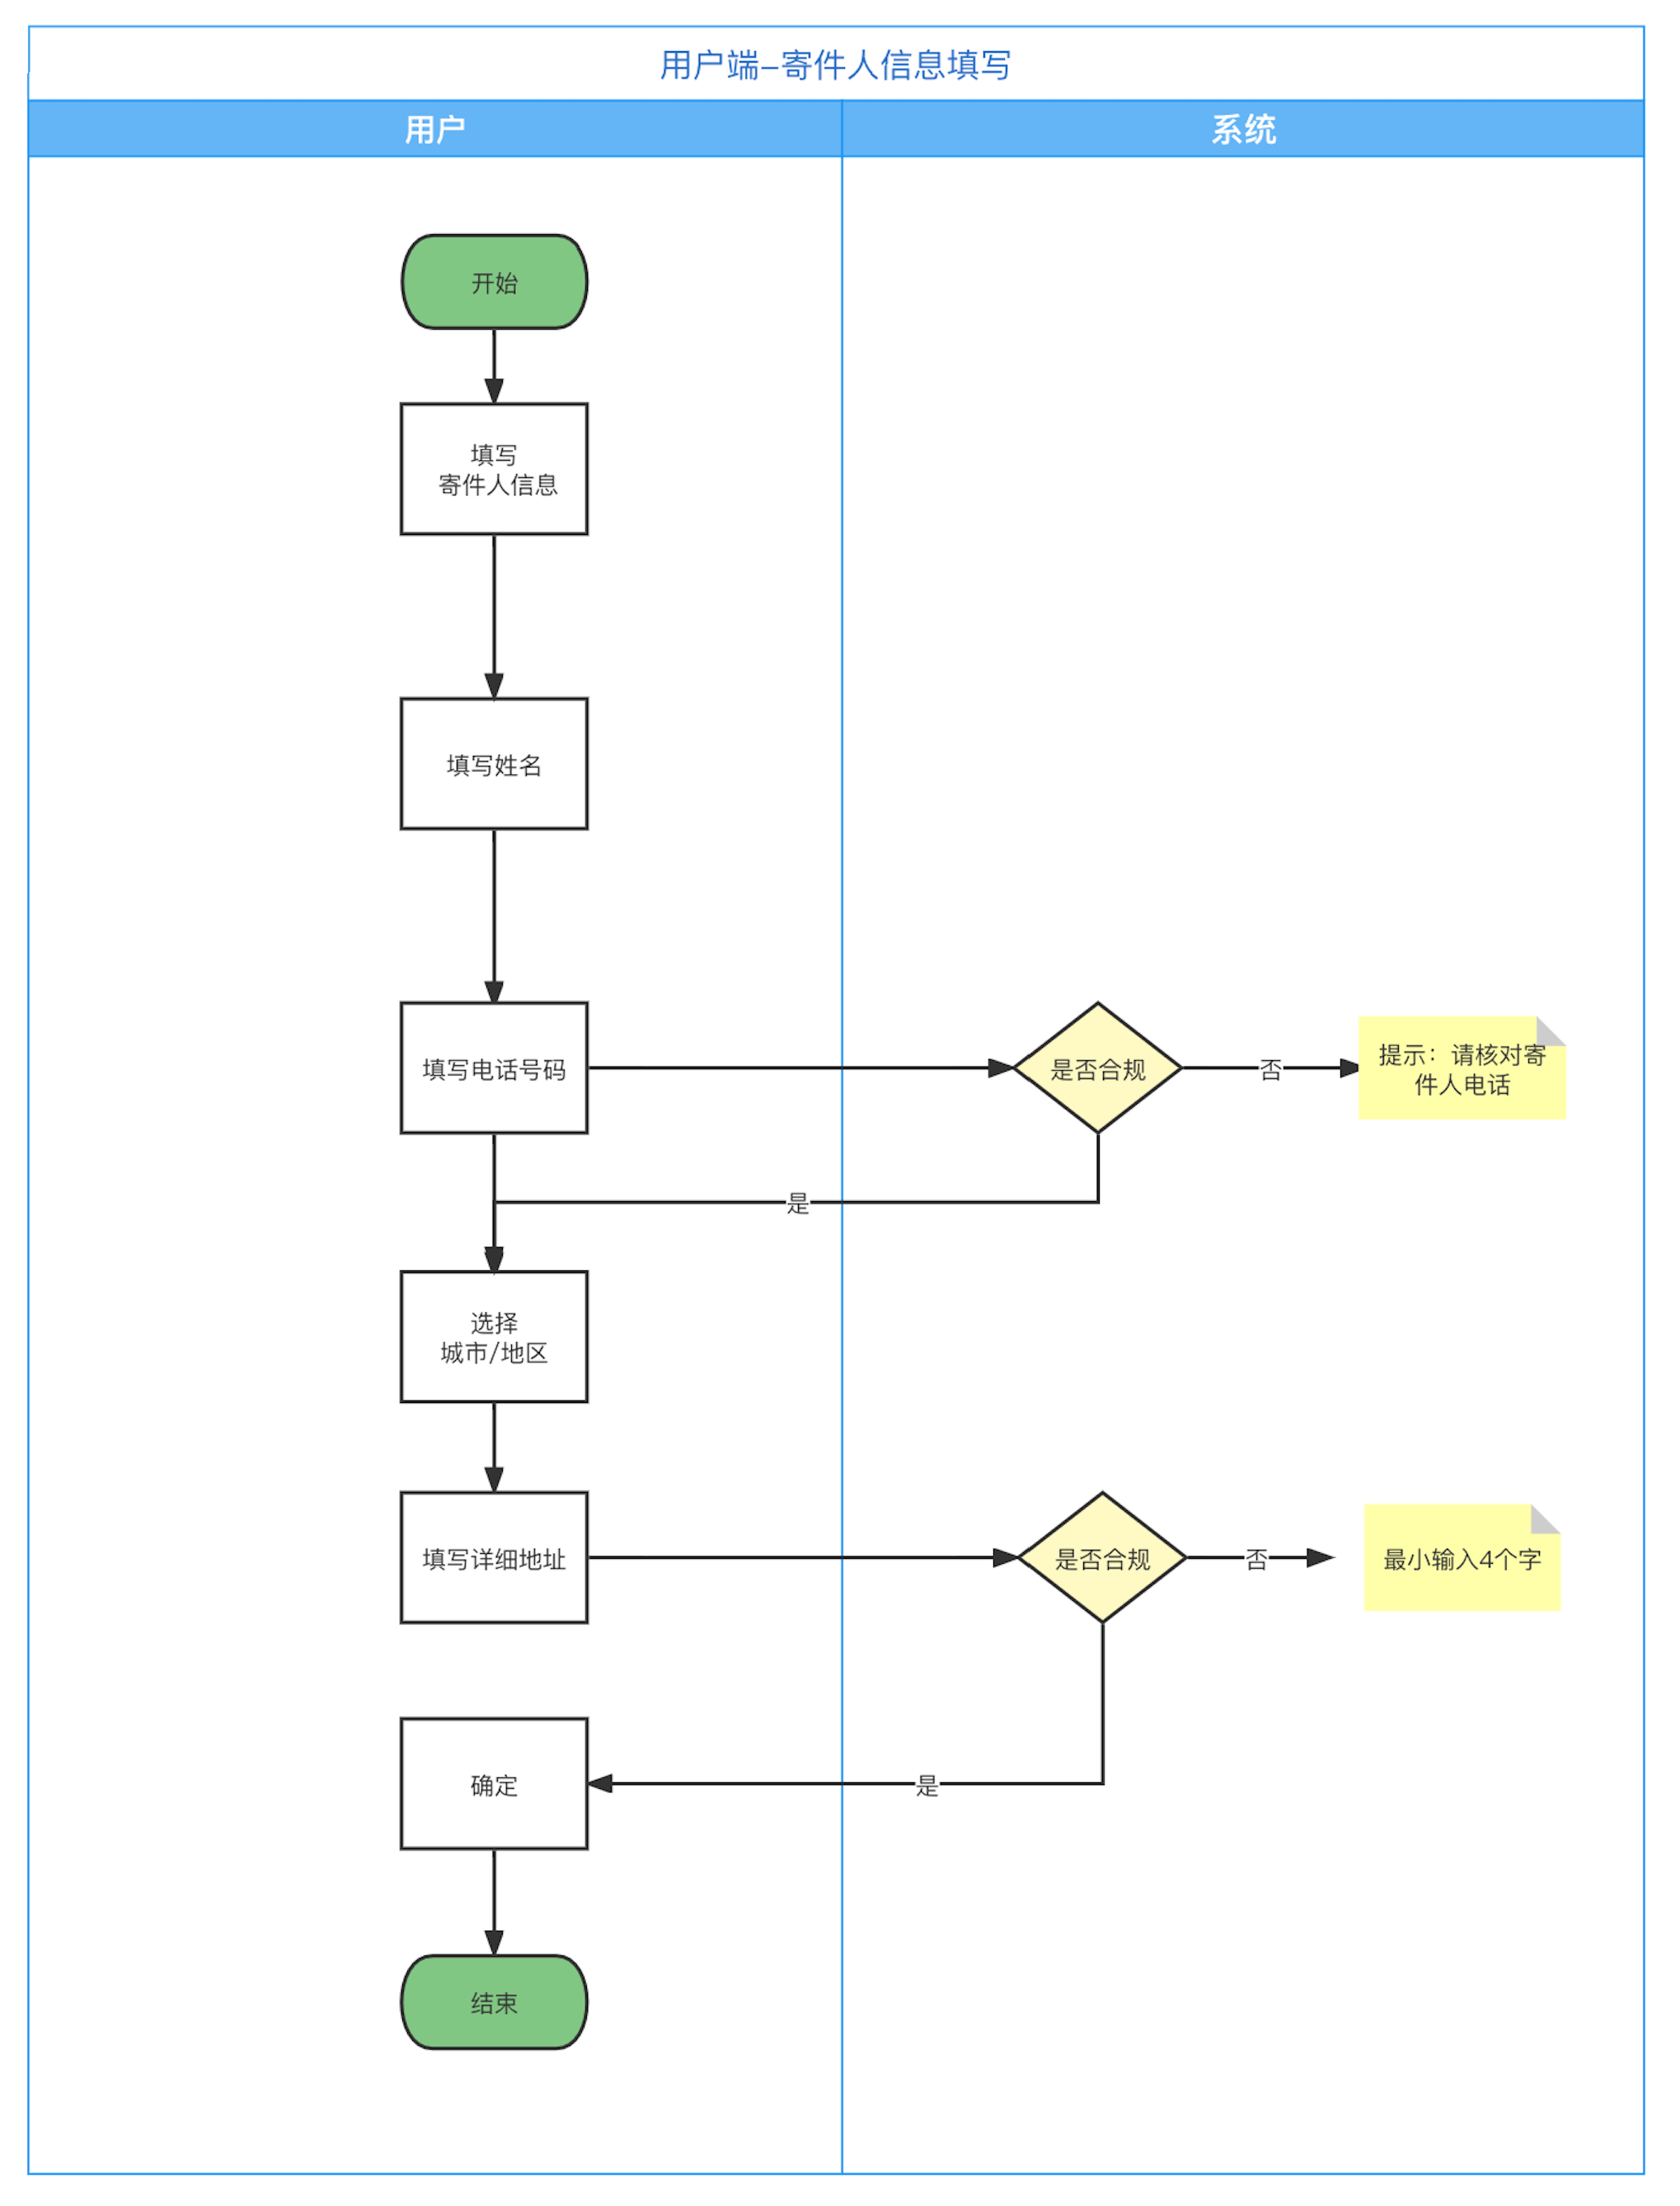 用户端–寄件人信息填写
用户
系统
开始
填写
寄件人信息
填写姓名
填写电话号码
是否合规
否
提示：请核对寄
件人电话
是
选择
城市/地区
填写详细地址
是否合规
否
最小输入4个字
确定
是
结束